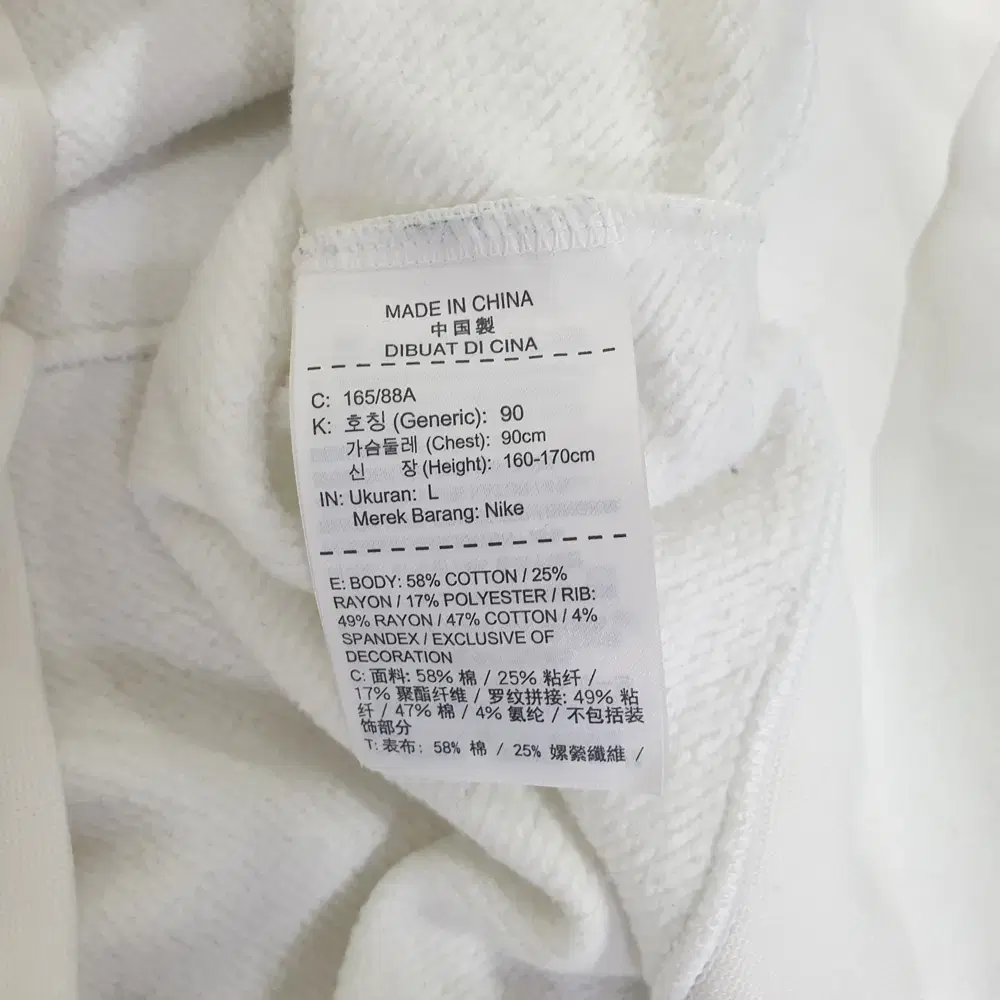 MADE IN CHINA
中国製
DIBUAT DI CINA
C: 165/88A
K: 호칭 (Generic): 90
가슴둘레 (Chest): 90cm
신 장 (Height): 160-170cm
IN: Ukuran: L
Merek Barang: Nike
E: BODY: 58% COTTON / 25%
RAYON / 17% POLYESTER / RIB:
49% RAYON / 47% COTTON / 4%
SPANDEX / EXCLUSIVE OF
DECORATION
C: 面料: 58% 棉 / 25% 粘纤 /
17% 聚酯纤维 / 罗纹拼接: 49% 粘
纤 / 47% 棉 / 4% 氨纶 / 不包括装
饰部分
T: 表布: 58% 棉 / 25% 嫘縈纖維 /